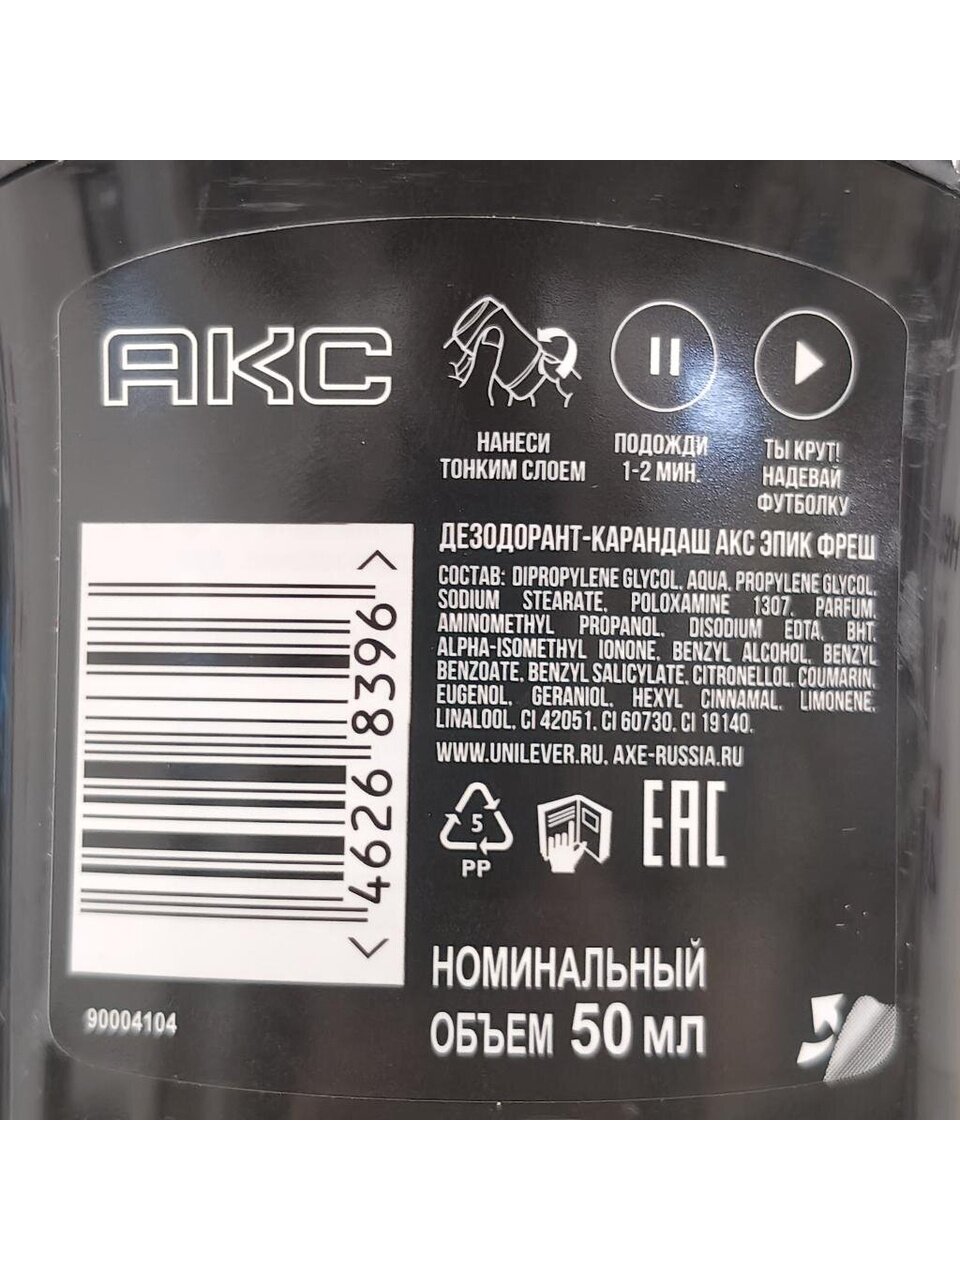 АКС
НАНЕСИ
ТОНКИМ СЛОЕМ
ПОДОЖДИ
1-2 МИН.
ТЫ КРУТ!
НАДЕВАЙ
ФУТБОЛКУ
ДЕЗОДОРАНТ-КАРАНДАШ АКС ЭПИК ФРЕШ
СОСТАВ: DIPROPYLENE GLYCOL, AQUA, PROPYLENE GLYCOL,
SODIUM STEARATE, POLOXAMINE 1307, PARFUM,
AMINOMETHYL PROPANOL, DISODIUM EDTA, BHT,
ALPHA-ISOMETHYL IONONE, BENZYL ALCOHOL, BENZYL
BENZOATE, BENZYL SALICYLATE, CITRONELLOL, COUMARIN,
EUGENOL, GERANIOL, HEXYL CINNAMAL, LIMONENE,
LINALOOL, CI 42051, CI 60730, CI 19140.
WWW.UNILEVER.RU, AXE-RUSSIA.RU
5
PP
EAC
< 4626 8396 >
90004104
НОМИНАЛЬНЫЙ
ОБЪЕМ 50 МЛ